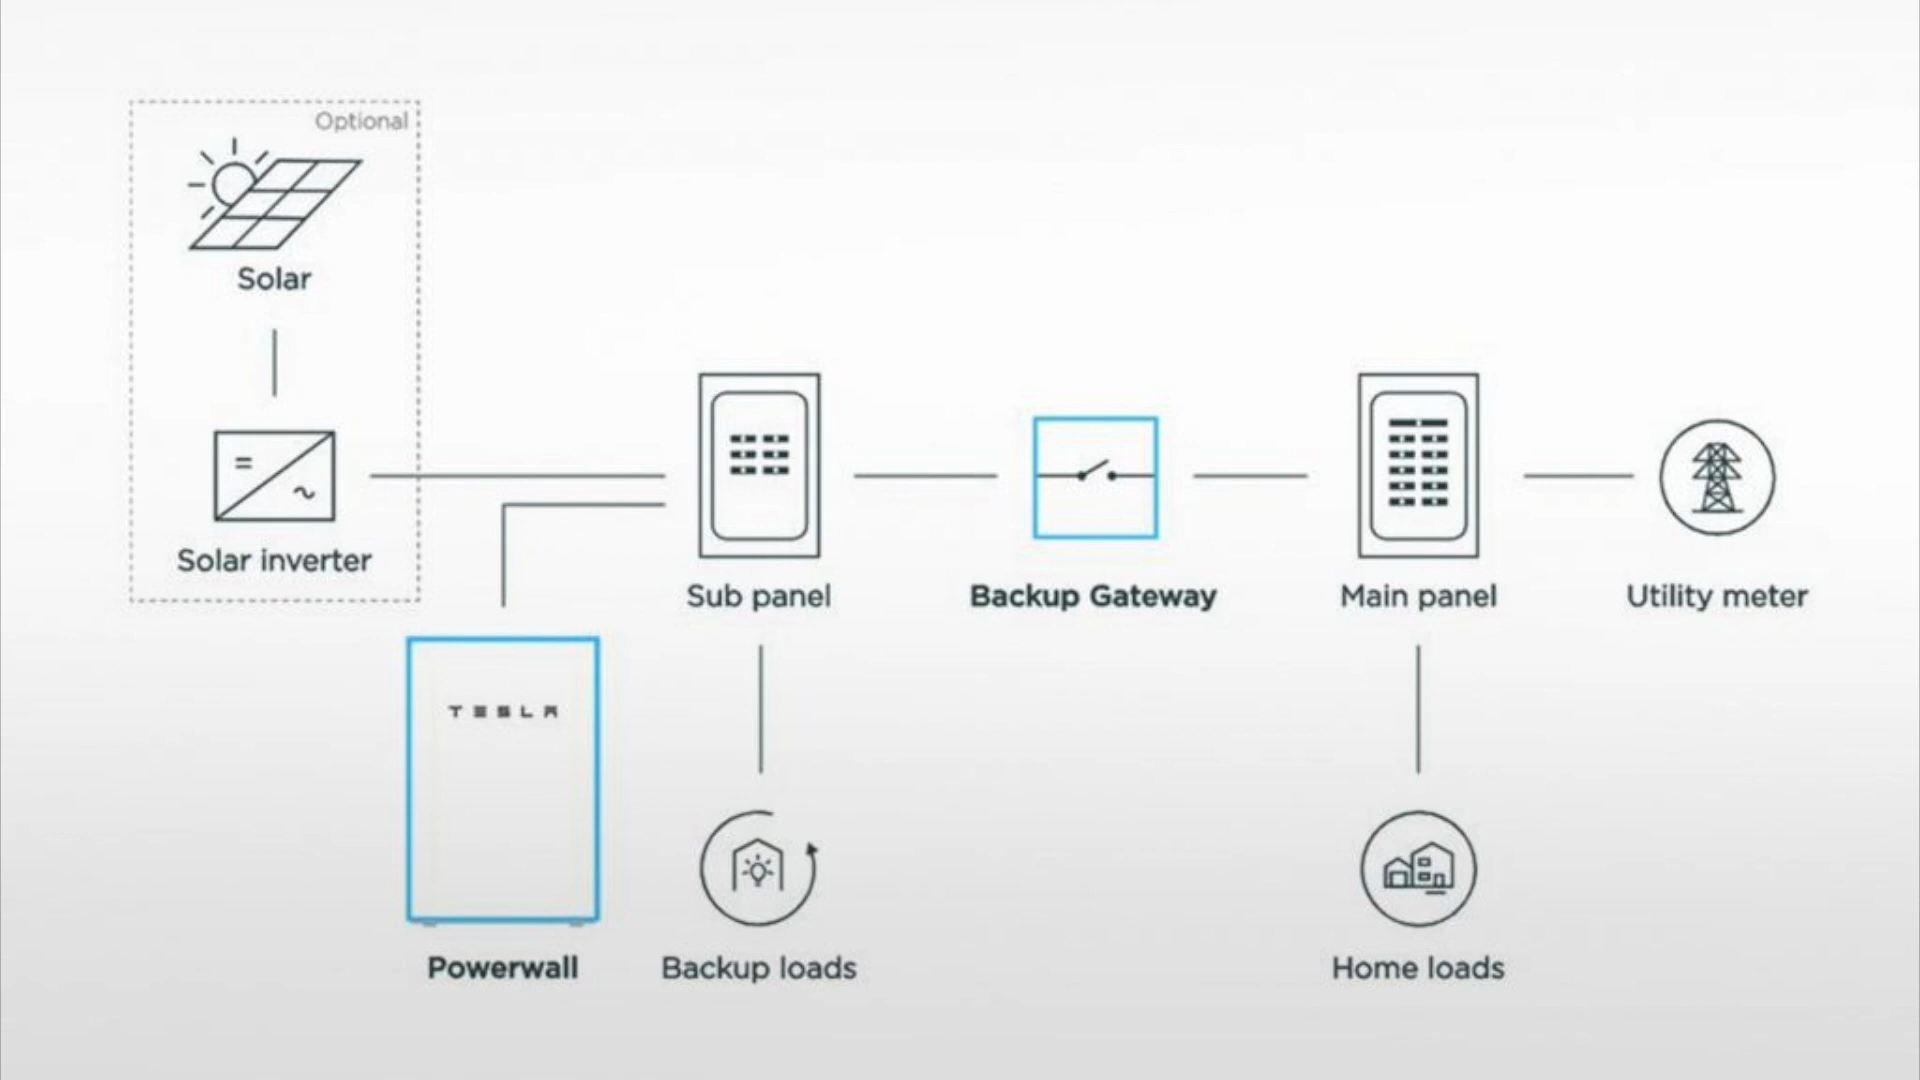 Optional
Solar
Solar inverter
Sub panel
Backup Gateway
Main panel
Utility meter
TESLA
Powerwall
Backup loads
Home loads